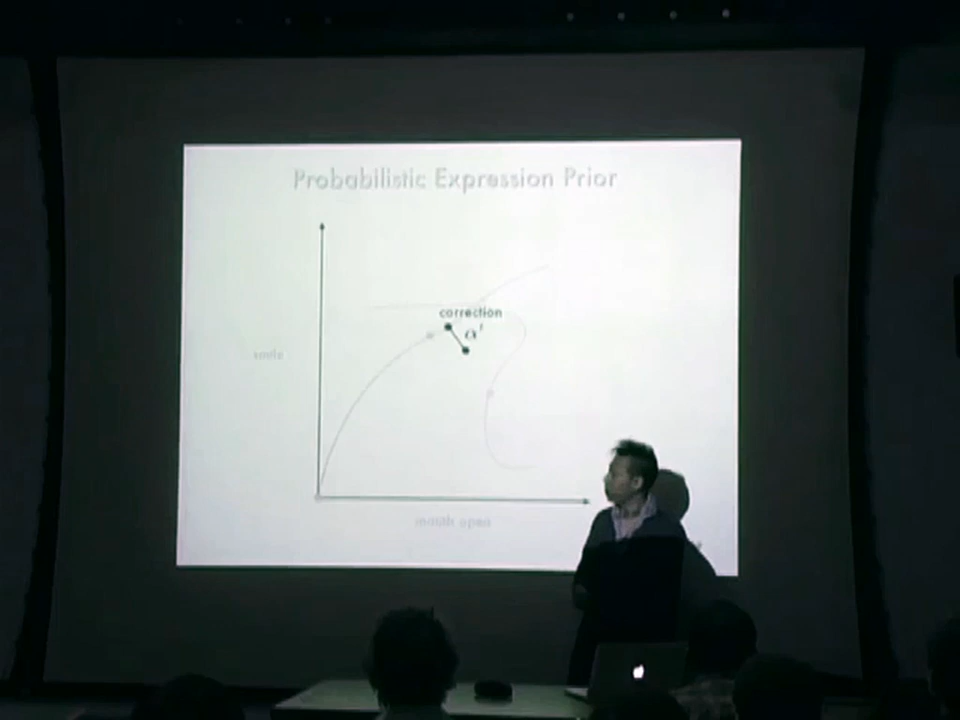 Probabilistic Expression Prior
correction
α t
smile
mouth open